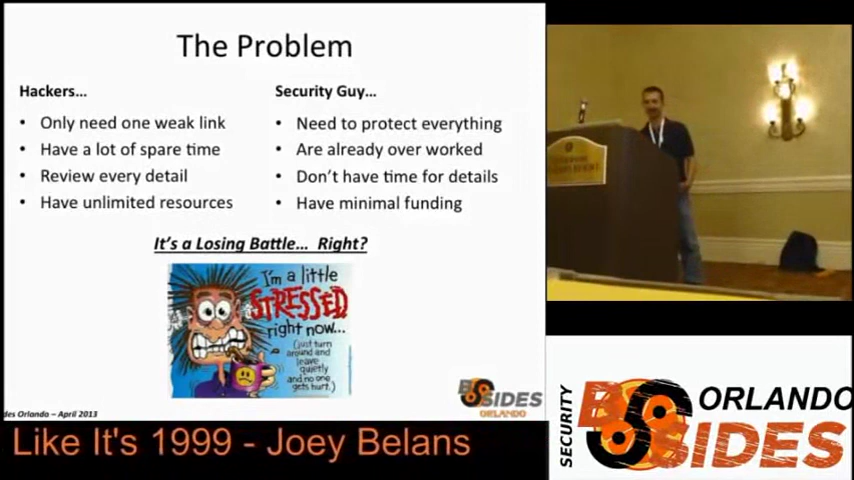 The Problem
Hackers...
• Only need one weak link
• Have a lot of spare time
• Review every detail
• Have unlimited resources
Security Guy...
• Need to protect everything
• Are already over worked
• Don't have time for details
• Have minimal funding
It's a Losing Battle... Right?
I'm a little
STRESSED
right now...
(just turn
around and
leave
quietly
and no one
gets hurt.)
des Orlando – April 2013
BSIDES
ORLANDO
Like It's 1999 - Joey Belans
SECURITY
BSIDES
ORLANDO